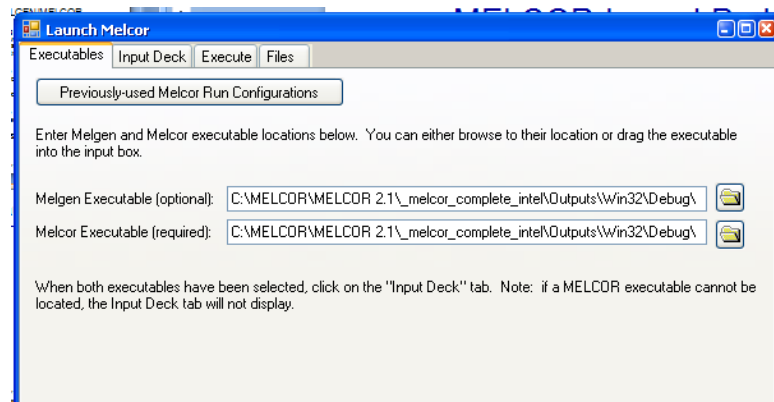 Launch Melcor
Executables Input Deck Execute Files
Previously-used Melcor Run Configurations
Enter Melgen and Melcor executable locations below. You can either browse to their location or drag the executable
into the input box.
Melgen Executable (optional): C:\MELCOR\MELCOR 2.1\_melcor_complete_intel\Outputs\Win32\Debug\
Melcor Executable (required): C:\MELCOR\MELCOR 2.1\_melcor_complete_intel\Outputs\Win32\Debug\
When both executables have been selected, click on the "Input Deck" tab. Note: if a MELCOR executable cannot be
located, the Input Deck tab will not display.